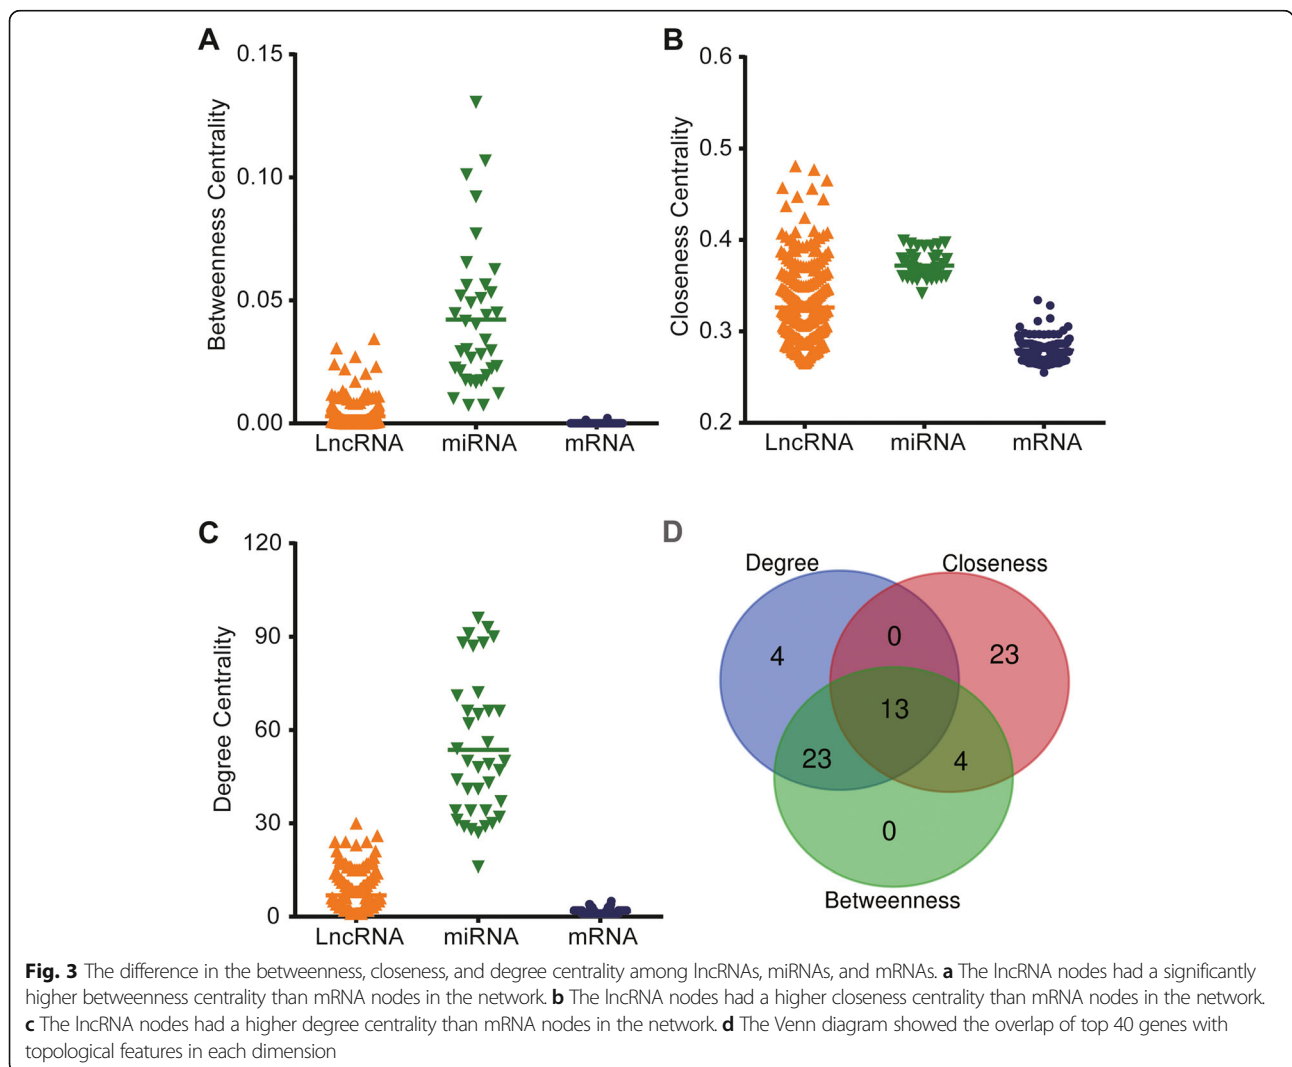 A
0.15
0.10
0.05
0.00
Betweenness Centrality
LncRNA miRNA mRNA
B
0.6
0.5
0.4
0.3
0.2
Closeness Centrality
LncRNA miRNA mRNA
C
120
90
60
30
0
Degree Centrality
LncRNA miRNA mRNA
D
Degree Closeness
4 0 23
13
23 4
0
Betweenness
Fig. 3 The difference in the betweenness, closeness, and degree centrality among lncRNAs, miRNAs, and mRNAs. a The lncRNA nodes had a significantly
higher betweenness centrality than mRNA nodes in the network. b The lncRNA nodes had a higher closeness centrality than mRNA nodes in the network.
c The lncRNA nodes had a higher degree centrality than mRNA nodes in the network. d The Venn diagram showed the overlap of top 40 genes with
topological features in each dimension